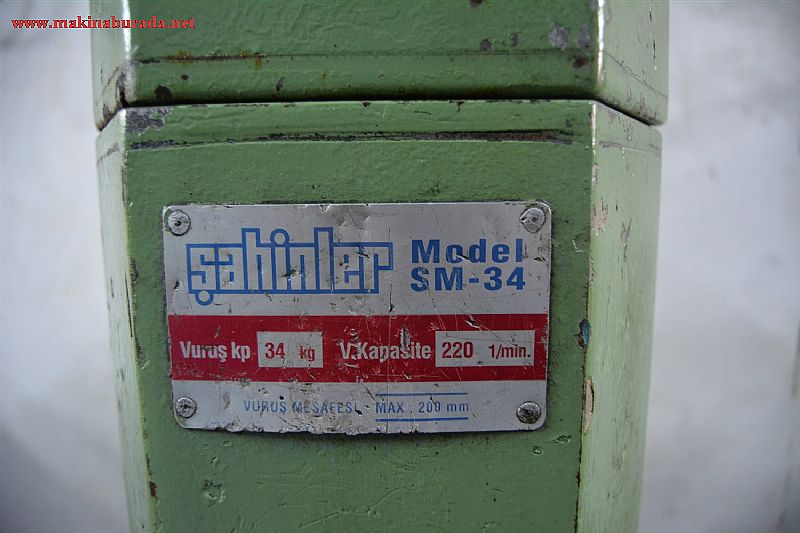 www.makinaburada.net
şahinler
Model
SM-34
Vuruş kp 34 kg V.Kapasite 220 1/min.
VURUŞ MESAFESİ - MAX : 200 mm